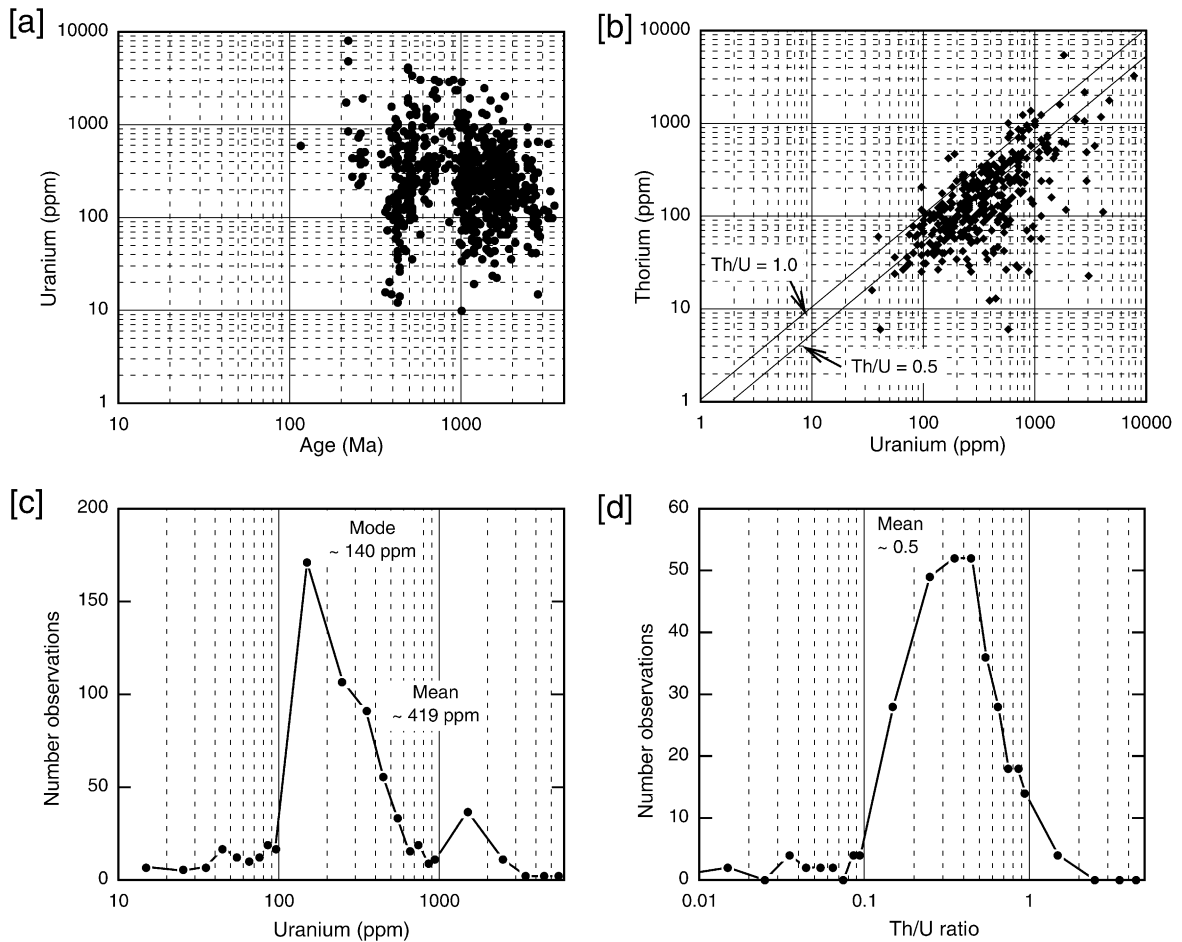 [a]
10000
1000
100
10
1
Uranium (ppm)
10
100
1000
Age (Ma)
[b]
10000
1000
100
10
1
Thorium (ppm)
Th/U = 1.0
Th/U = 0.5
1
10
100
1000
10000
Uranium (ppm)
[c]
200
150
100
50
0
Number observations
Mode
~ 140 ppm
Mean
~ 419 ppm
10
100
1000
Uranium (ppm)
[d]
60
50
40
30
20
10
0
Number observations
Mean
~ 0.5
0.01
0.1
1
Th/U ratio